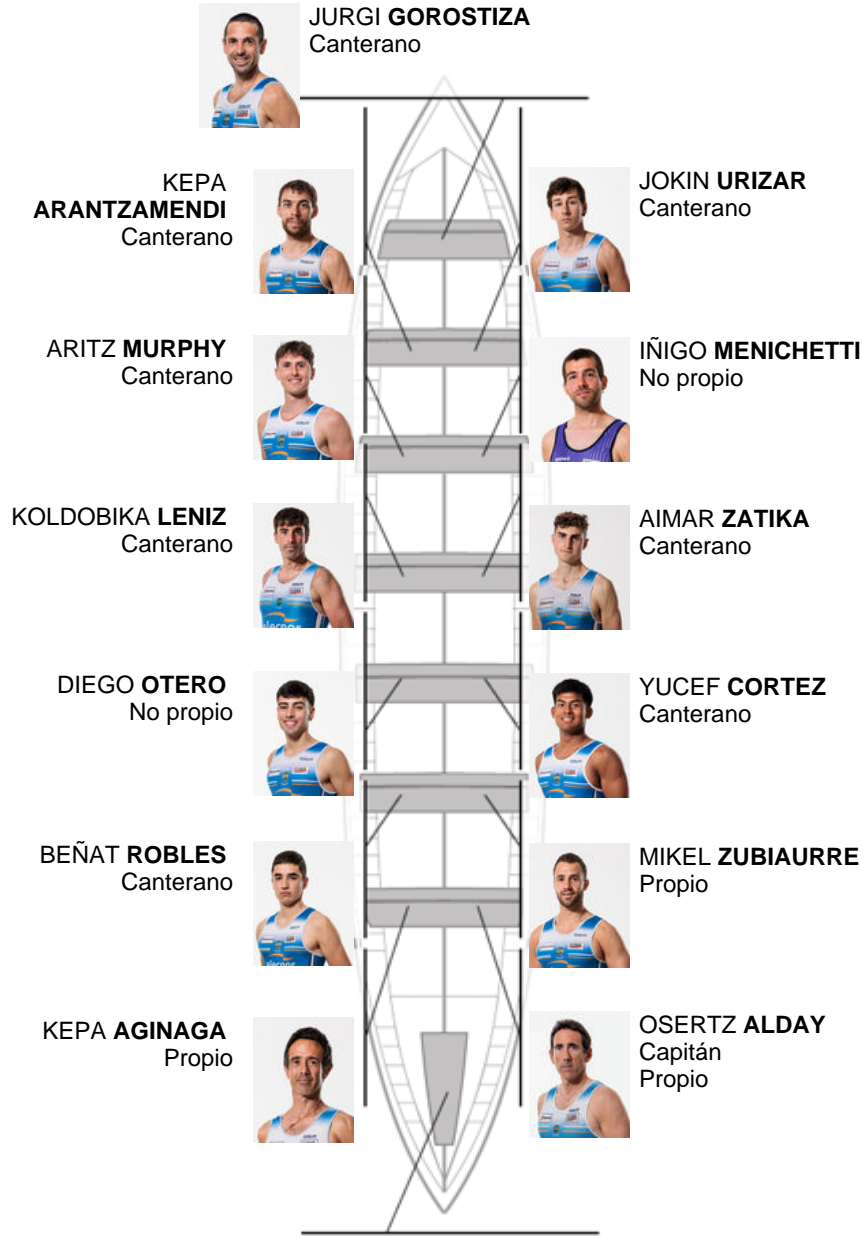 JURGI GOROSTIZA
Canterano
KEPA
ARANTZAMENDI
Canterano
JOKIN URIZAR
Canterano
ARITZ MURPHY
Canterano
IÑIGO MENICHETTI
No propio
KOLDOBIKA LENIZ
Canterano
AIMAR ZATIKA
Canterano
DIEGO OTERO
No propio
YUCEF CORTEZ
Canterano
BEÑAT ROBLES
Canterano
MIKEL ZUBIAURRE
Propio
KEPA AGINAGA
Propio
OSERTZ ALDAY
Capitán
Propio